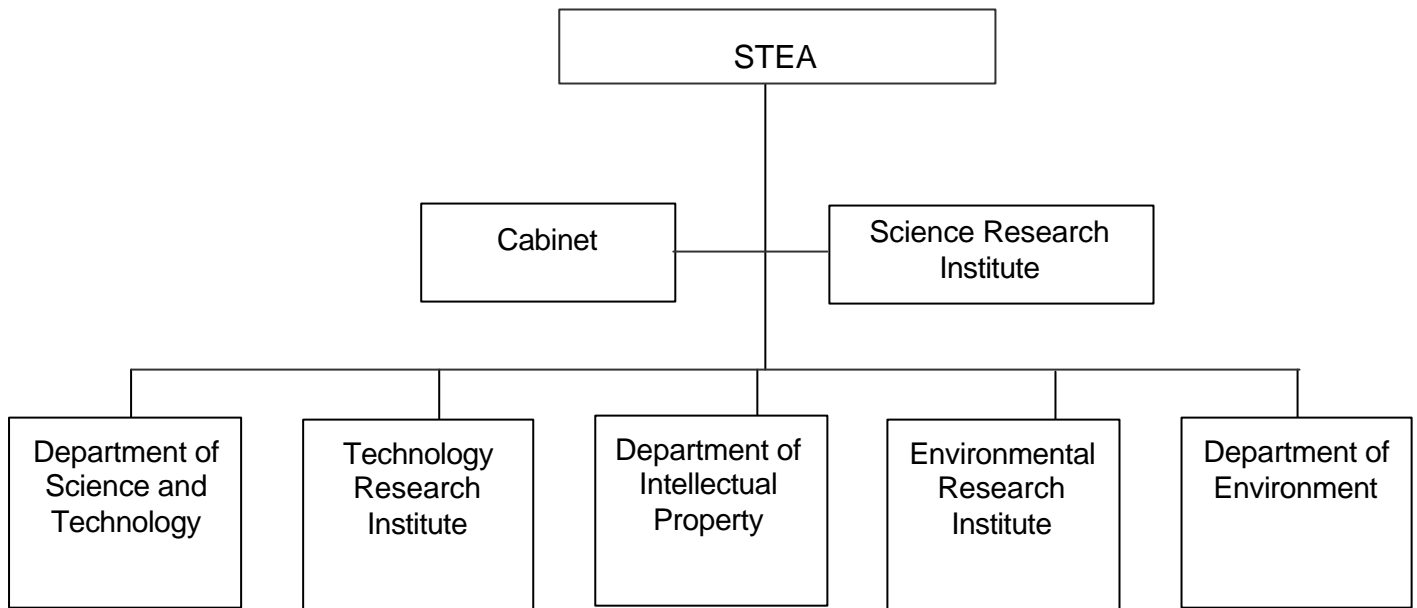 STEA
Cabinet
Science Research
Institute
Department of
Science and
Technology
Technology
Research
Institute
Department of
Intellectual
Property
Environmental
Research
Institute
Department of
Environment